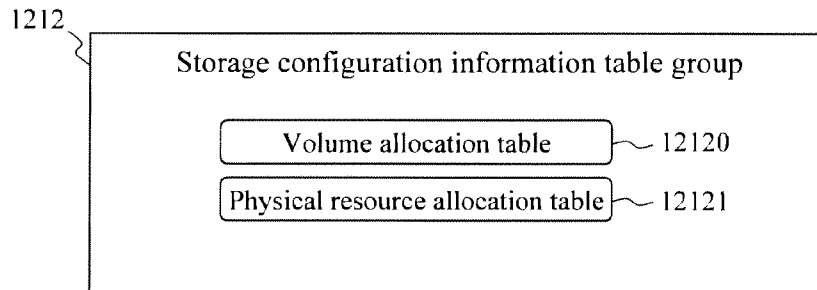 1212
Storage configuration information table group
Volume allocation table 12120
Physical resource allocation table 12121